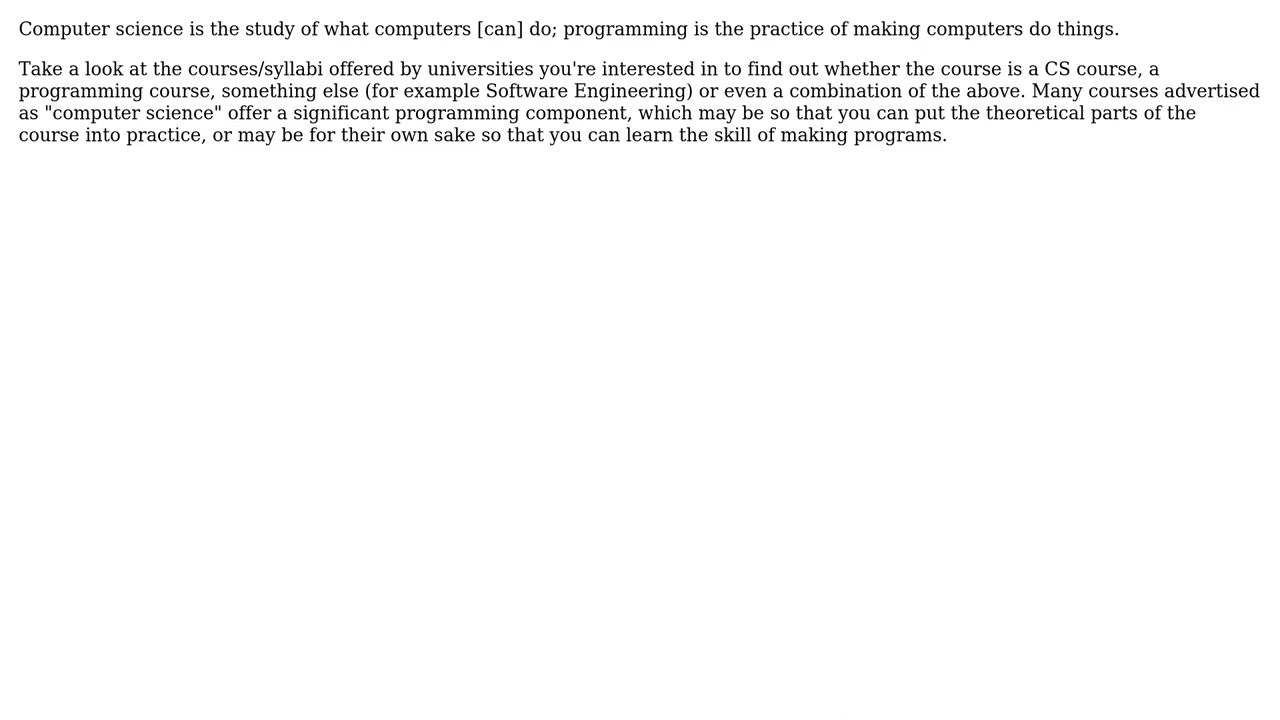 Computer science is the study of what computers [can] do; programming is the practice of making computers do things.
Take a look at the courses/syllabi offered by universities you're interested in to find out whether the course is a CS course, a
programming course, something else (for example Software Engineering) or even a combination of the above. Many courses advertised
as "computer science" offer a significant programming component, which may be so that you can put the theoretical parts of the
course into practice, or may be for their own sake so that you can learn the skill of making programs.